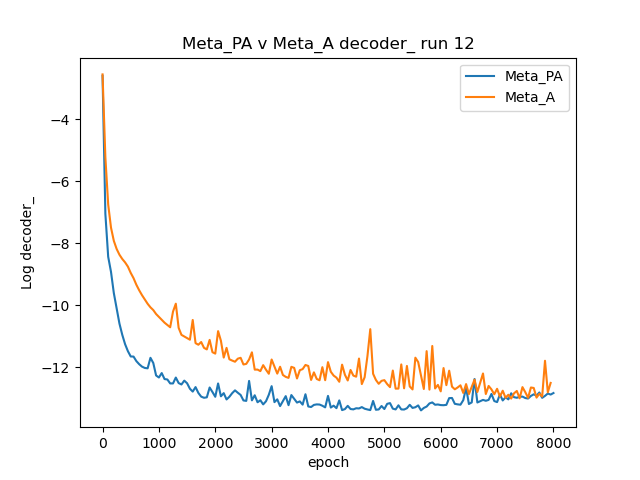 Meta_PA v Meta_A decoder_ run 12
Meta_PA
Meta_A
Log decoder_
−4
−6
−8
−10
−12
0
1000
2000
3000
4000
5000
6000
7000
8000
epoch